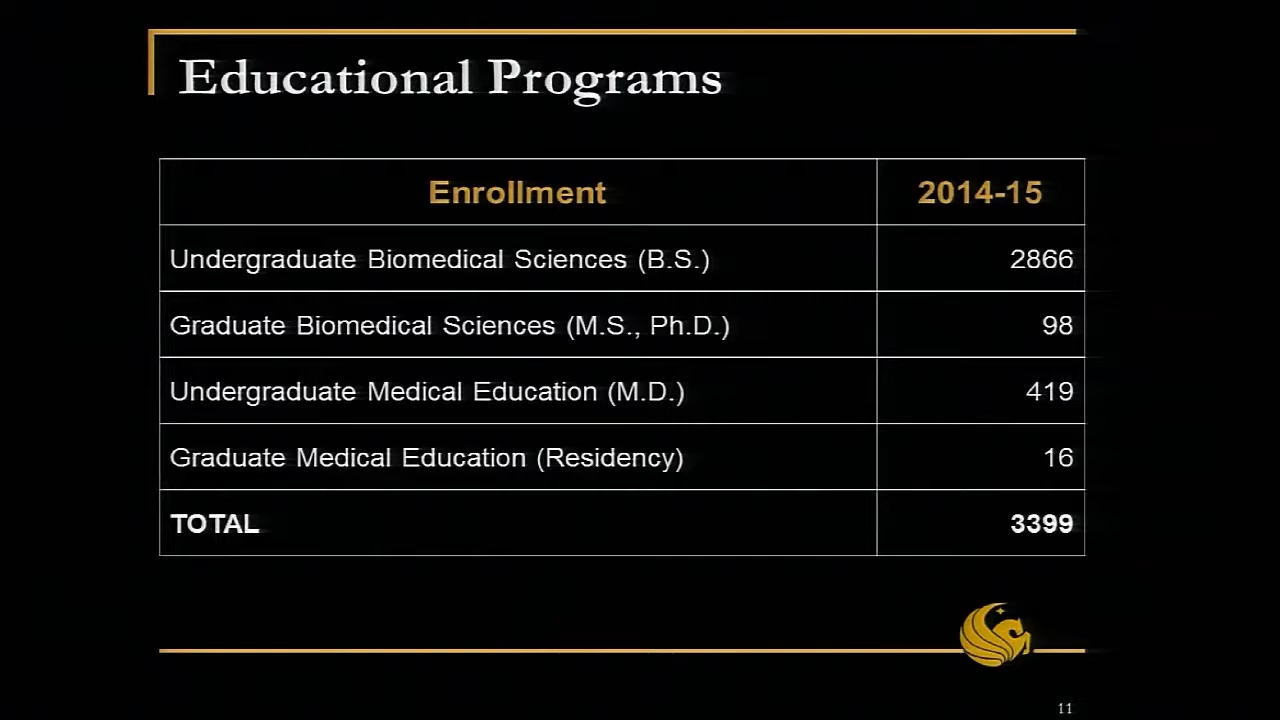 Educational Programs
Enrollment 2014-15
Undergraduate Biomedical Sciences (B.S.) 2866
Graduate Biomedical Sciences (M.S., Ph.D.) 98
Undergraduate Medical Education (M.D.) 419
Graduate Medical Education (Residency) 16
TOTAL 3399
11